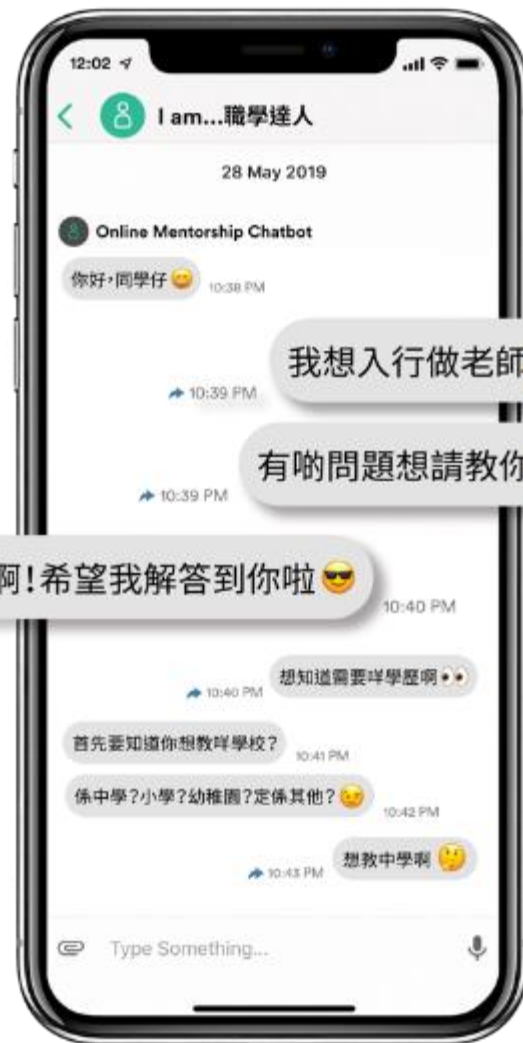 12:02
I am...職學達人
28 May 2019
Online Mentorship Chatbot
你好，同學仔😄 10:38 PM
我想入行做老師
10:39 PM
有啲問題想請教你
10:39 PM
啊！希望我解答到你啦😎
10:40 PM
想知道需要咩學歷啊👀
10:40 PM
首先要知道你想教咩學校？ 10:41 PM
係中學？小學？幼稚園？定係其他？😉 10:42 PM
想教中學啊🤔
10:43 PM
Type Something...